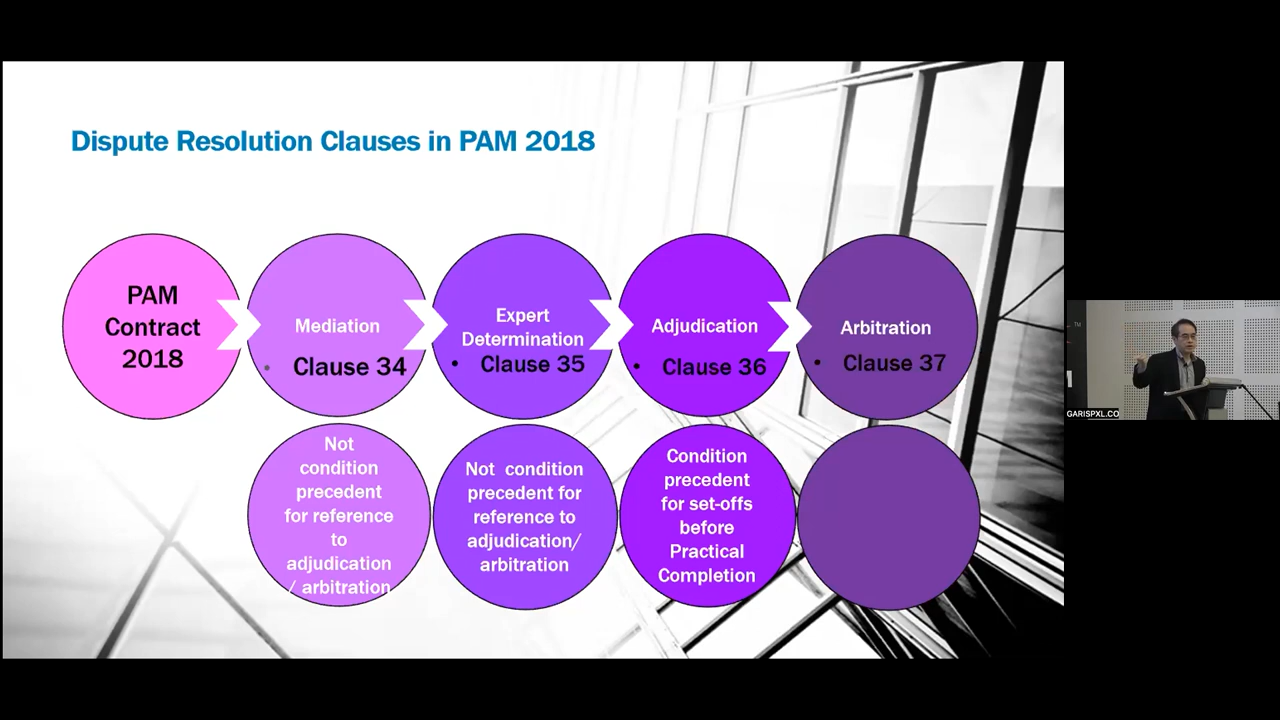 Dispute Resolution Clauses in PAM 2018
PAM
Contract
2018
Mediation
• Clause 34
Expert
Determination
• Clause 35
Adjudication
• Clause 36
Arbitration
• Clause 37
Not
condition
precedent
for reference
to
adjudication
/ arbitration
Not condition
precedent for
reference to
adjudication/
arbitration
Condition
precedent
for set-offs
before
Practical
Completion
TM
GARISPXL.CO